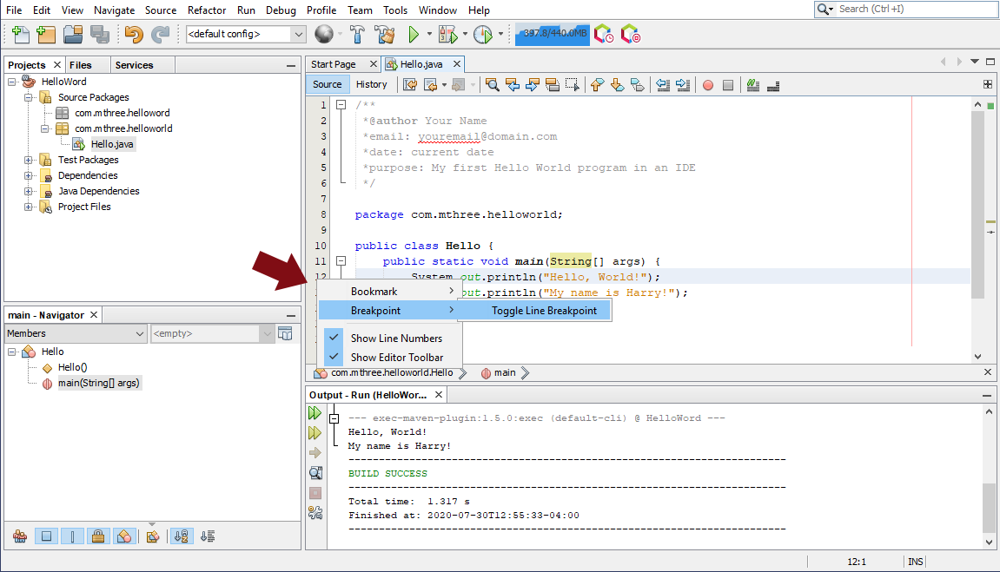 File Edit View Navigate Source Refactor Run Debug Profile Team Tools Window Help
Search (Ctrl+I)
<default config>
397.8/440.0MB
Projects Files Services
HelloWord
Source Packages
com.mthree.helloword
com.mthree.helloworld
Hello.java
Test Packages
Dependencies
Java Dependencies
Project Files
main - Navigator
Members
<empty>
Hello
Hello()
main(String[] args)
Start Page Hello.java
Source History
1 /**
2 *@author Your Name
3 *email: youremail@domain.com
4 *date: current date
5 *purpose: My first Hello World program in an IDE
6 */
7
8 package com.mthree.helloworld;
9
10 public class Hello {
11 public static void main(String[] args) {
12 System.out.println("Hello, World!");
out.println("My name is Harry!");
Bookmark
Breakpoint
Toggle Line Breakpoint
Show Line Numbers
Show Editor Toolbar
com.mthree.helloworld.Hello main
Output - Run (HelloWor...
--- exec-maven-plugin:1.5.0:exec (default-cli) @ HelloWord ---
Hello, World!
My name is Harry!
------------------------------------------------------------------------
BUILD SUCCESS
------------------------------------------------------------------------
Total time: 1.317 s
Finished at: 2020-07-30T12:55:33-04:00
------------------------------------------------------------------------
12:1 INS